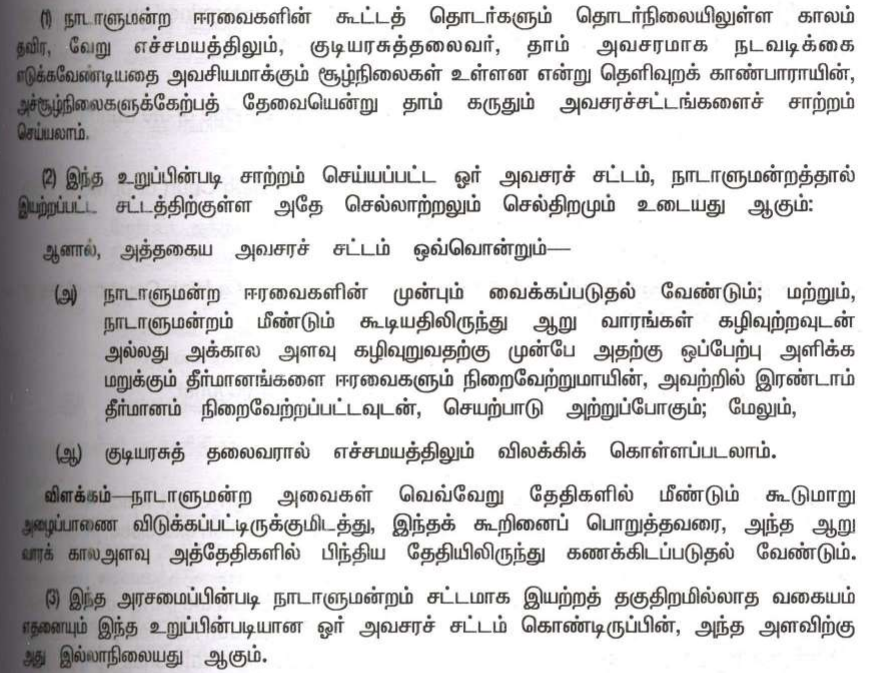 (1) நாடாளுமன்ற ஈரவைகளின் கூட்டத் தொடர்களும் தொடர்நிலையிலுள்ள காலம்
தவிர, வேறு எச்சமயத்திலும், குடியரசுத்தலைவர், தாம் அவசரமாக நடவடிக்கை
எடுக்கவேண்டியதை அவசியமாக்கும் சூழ்நிலைகள் உள்ளன என்று தெளிவுறக் காண்பாராயின்,
அச்சூழ்நிலைகளுக்கேற்பத் தேவையென்று தாம் கருதும் அவசரச்சட்டங்களைச் சாற்றம்
செய்யலாம்.
(2) இந்த உறுப்பின்படி சாற்றம் செய்யப்பட்ட ஓர் அவசரச் சட்டம், நாடாளுமன்றத்தால்
இயற்றப்பட்ட சட்டத்திற்குள்ள அதே செல்லாற்றலும் செல்திறமும் உடையது ஆகும்:
ஆனால், அத்தகைய அவசரச் சட்டம் ஒவ்வொன்றும்—
(அ) நாடாளுமன்ற ஈரவைகளின் முன்பும் வைக்கப்படுதல் வேண்டும்; மற்றும்,
நாடாளுமன்றம் மீண்டும் கூடியதிலிருந்து ஆறு வாரங்கள் கழிவுற்றவுடன்
அல்லது அக்கால அளவு கழிவுறுவதற்கு முன்பே அதற்கு ஒப்பேற்பு அளிக்க
மறுக்கும் தீர்மானங்களை ஈரவைகளும் நிறைவேற்றுமாயின், அவற்றில் இரண்டாம்
தீர்மானம் நிறைவேற்றப்பட்டவுடன், செயற்பாடு அற்றுப்போகும்; மேலும்,
(ஆ) குடியரசுத் தலைவரால் எச்சமயத்திலும் விலக்கிக் கொள்ளப்படலாம்.
விளக்கம்—நாடாளுமன்ற அவைகள் வெவ்வேறு தேதிகளில் மீண்டும் கூடுமாறு
அழைப்பாணை விடுக்கப்பட்டிருக்குமிடத்து, இந்தக் கூறினைப் பொறுத்தவரை, அந்த ஆறு
வாரக் காலஅளவு அத்தேதிகளில் பிந்திய தேதியிலிருந்து கணக்கிடப்படுதல் வேண்டும்.
(3) இந்த அரசமைப்பின்படி நாடாளுமன்றம் சட்டமாக இயற்றத் தகுதிறமில்லாத வகையம்
எதனையும் இந்த உறுப்பின்படியான ஓர் அவசரச் சட்டம் கொண்டிருப்பின், அந்த அளவிற்கு
அது இல்லாநிலையது ஆகும்.